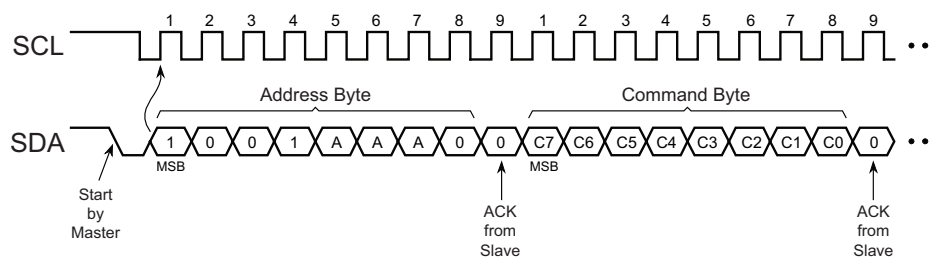 1 2 3 4 5 6 7 8 9 1 2 3 4 5 6 7 8 9
SCL
Address Byte Command Byte
SDA 1 0 0 1 A A A 0 0 C7 C6 C5 C4 C3 C2 C1 C0 0
MSB MSB
Start
by
Master
ACK
from
Slave
ACK
from
Slave